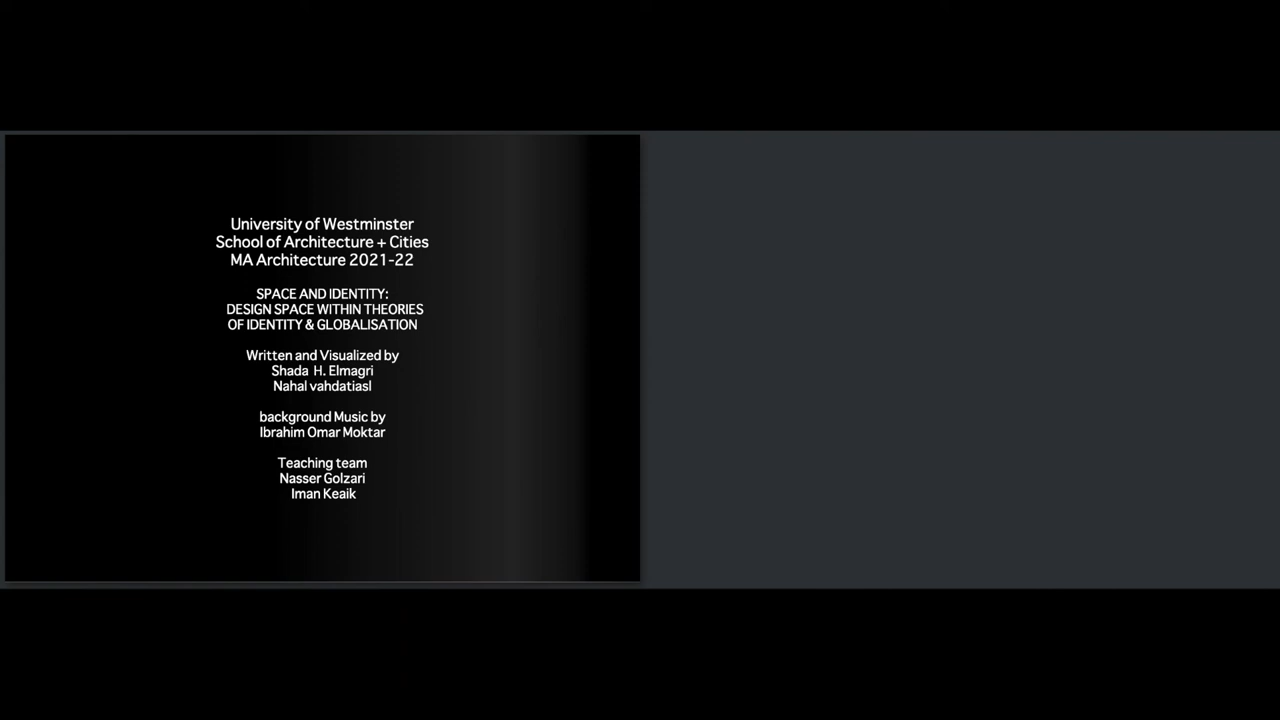 University of Westminster
School of Architecture + Cities
MA Architecture 2021-22
SPACE AND IDENTITY:
DESIGN SPACE WITHIN THEORIES
OF IDENTITY & GLOBALISATION
Written and Visualized by
Shada H. Elmagri
Nahal vahdatiasl
background Music by
Ibrahim Omar Moktar
Teaching team
Nasser Golzari
Iman Keaik